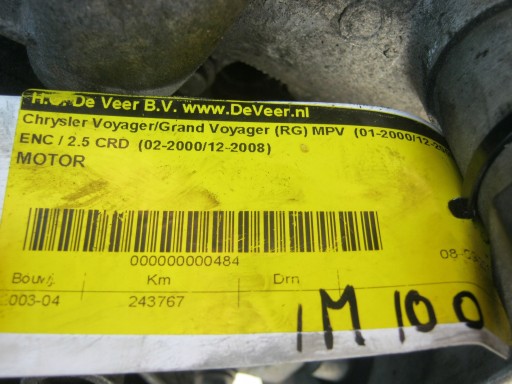 H.C. De Veer B.V. www.DeVeer.nl
Chrysler Voyager/Grand Voyager (RG) MPV (01-2000/12-
ENC / 2.5 CRD (02-2000/12-2008)
MOTOR
000000000484
08-
Bouwj. Km Drn
003-04 243767
1M 100